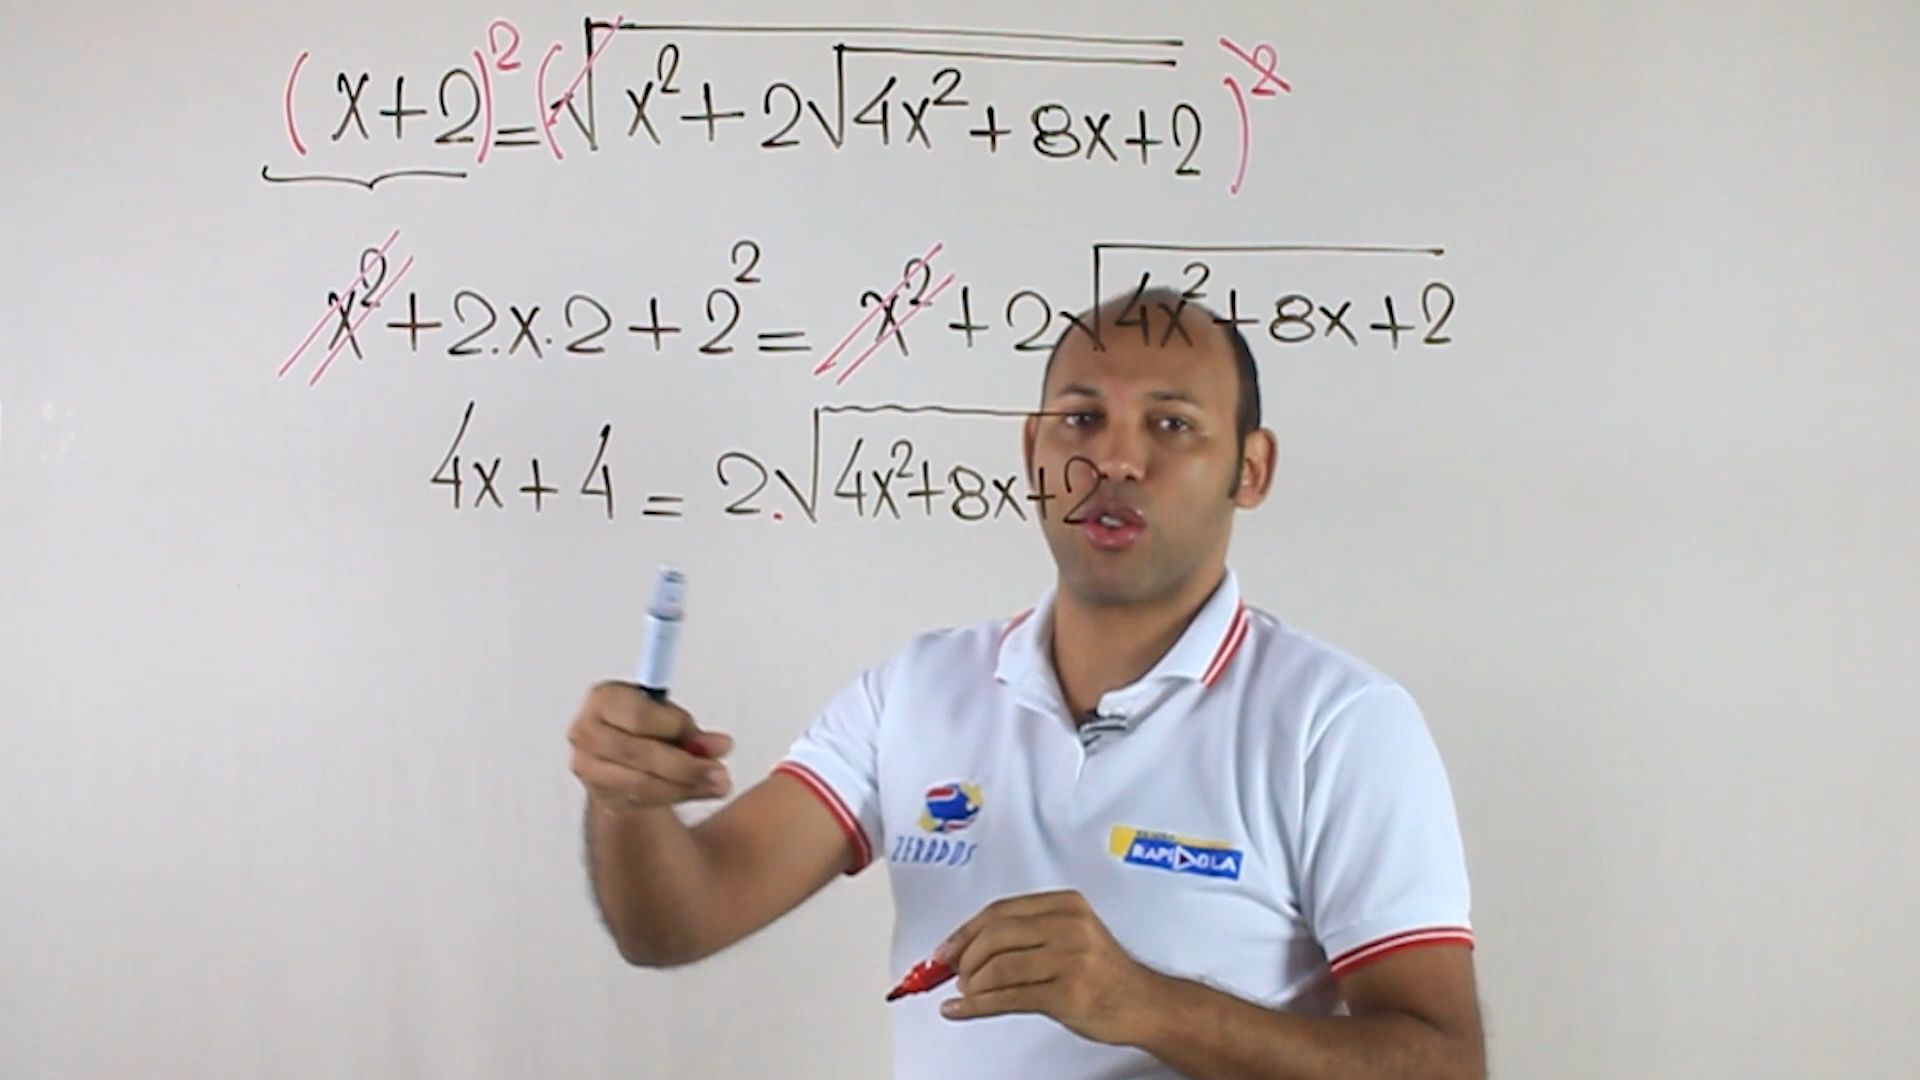 (x+2)² = (√(x²+2√(4x²+8x+2)))²
x²+2.x.2+2² = x²+2√(4x²+8x+2)
4x+4 = 2.√(4x²+8x+2)
ZERADOS
RAPIDOLA